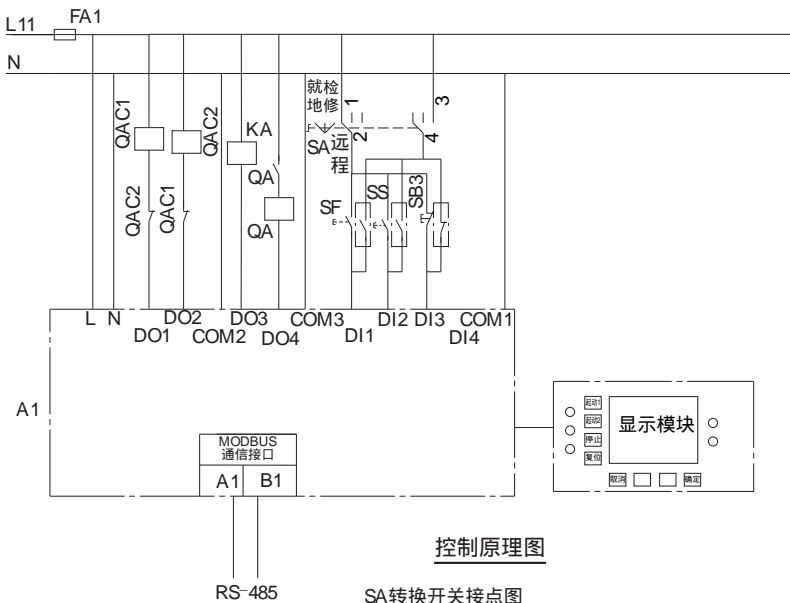 FA1
L11
N
QAC1
QAC2
KA
就检
地修
1
2
3
4
SA
远
程
QAC2
QAC1
QA
QA
SF
SS
SB3
L N
DO1
DO2
COM2
DO3
DO4
COM3
DI1
DI2
DI3
DI4
COM1
A1
MODBUS
通信接口
A1
B1
RS-485
起动1
起动2
停止
复位
显示模块
取消
确定
控制原理图
SA转换开关接点图